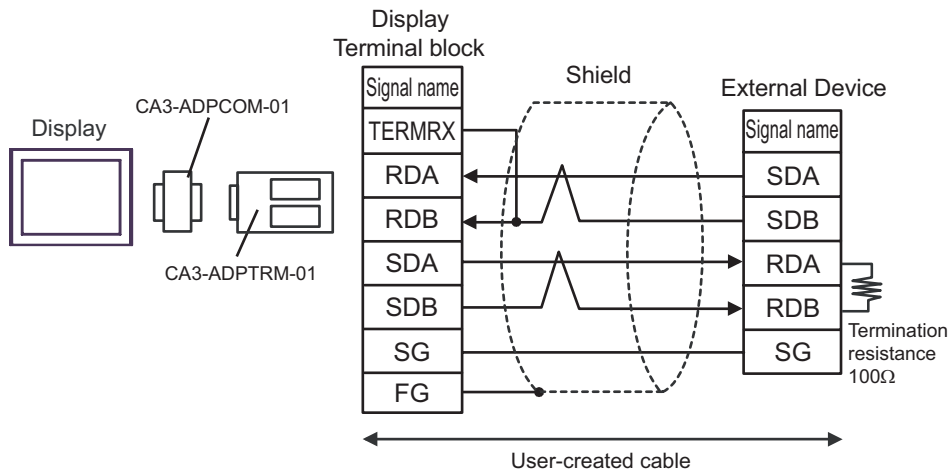 Display
Terminal block
Shield
External Device
Signal name
CA3-ADPCOM-01
Signal name
Display
TERMRX
RDA
SDA
RDB
SDB
SDA
RDA
CA3-ADPTRM-01
SDB
RDB
SG
SG
Termination
resistance
100Ω
FG
User-created cable